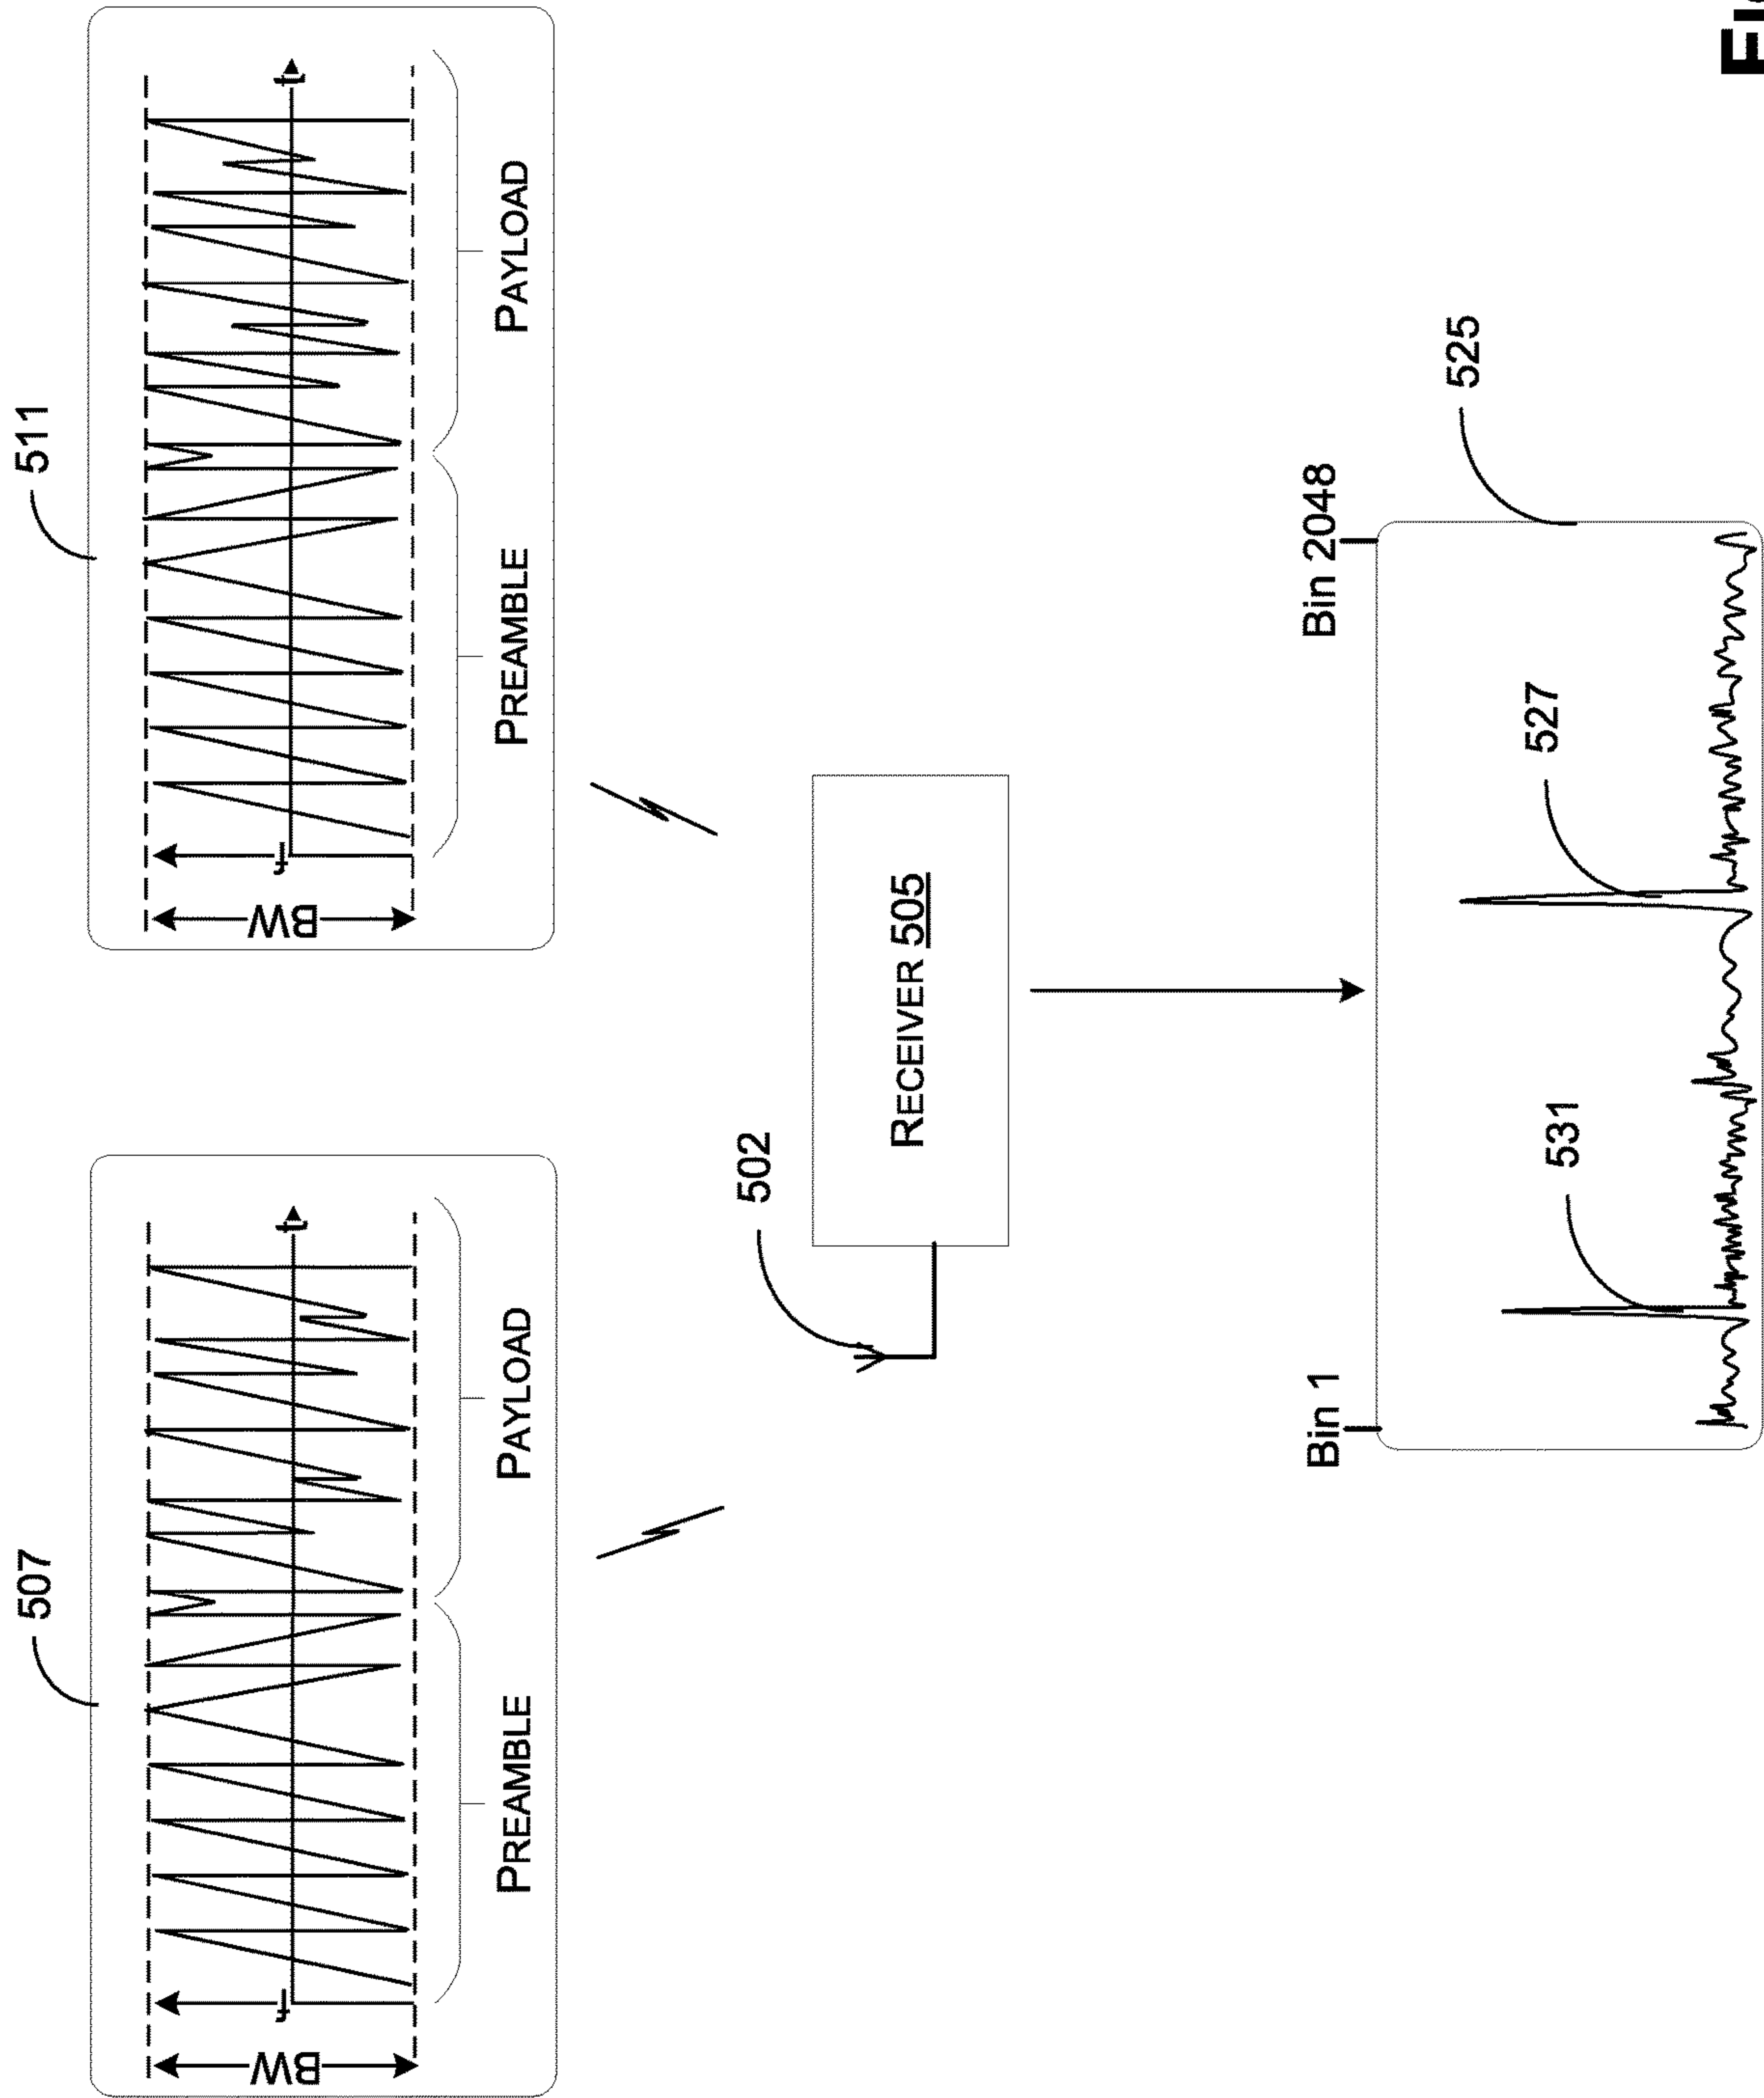 507
511
BW
f
t
PREAMBLE
PAYLOAD
BW
f
t
PREAMBLE
PAYLOAD
502
RECEIVER 505
Bin 1
Bin 2048
531
527
525